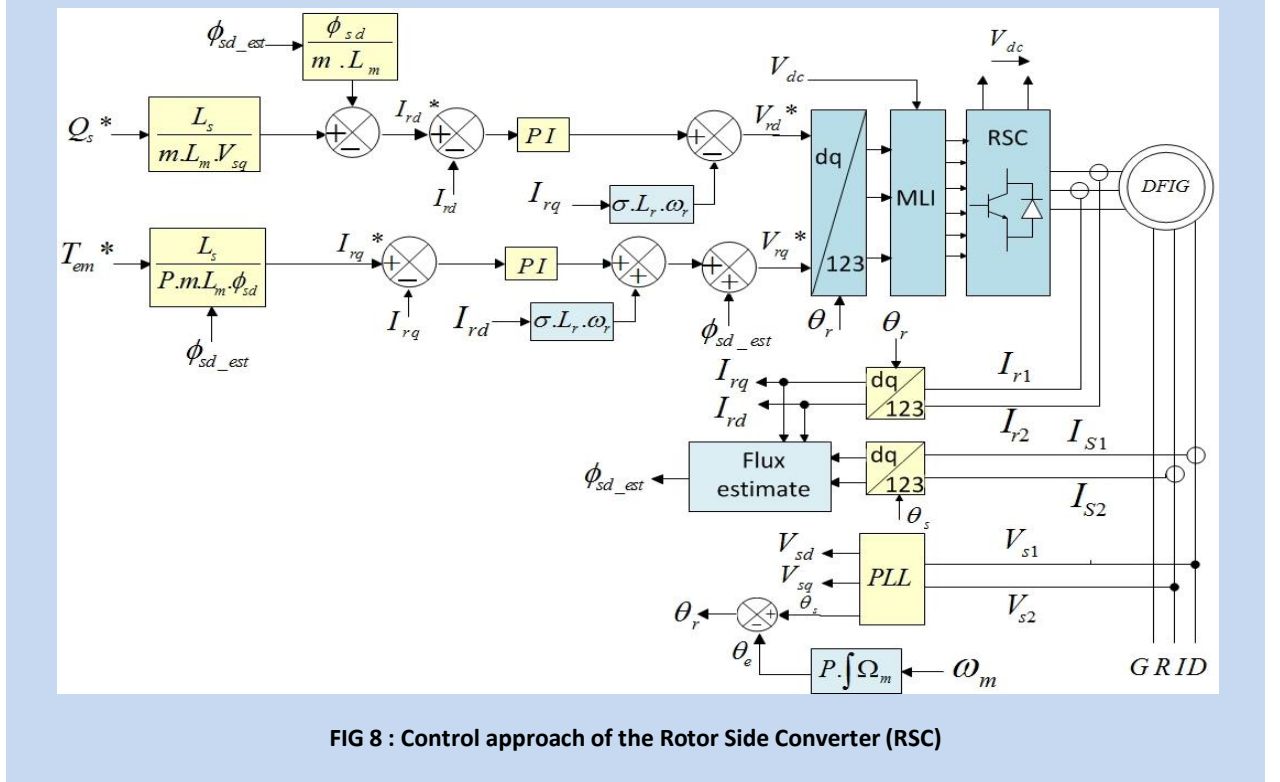 ϕsd_est
ϕsd
m . Lm
Qs*
Ls
m.Lm.Vsq
+
−
Ird*
+
−
Ird
PI
+
−
Irq
σ.Lr.ωr
Vrd*
Vdc
dq
123
MLI
RSC
Vdc
DFIG
Tem*
Ls
P.m.Lm.ϕsd
ϕsd_est
Irq*
+
−
Irq
PI
+
+
Ird
σ.Lr.ωr
+
+
ϕsd_est
Vrq*
θr
θr
Irq
Ird
dq
123
Ir1
Ir2
Flux
estimate
ϕsd_est
dq
123
θs
IS1
IS2
Vsd
Vsq
θs
PLL
Vs1
Vs2
θr
+
−
θe
P.∫Ωm
ωm
GRID
FIG 8 : Control approach of the Rotor Side Converter (RSC)